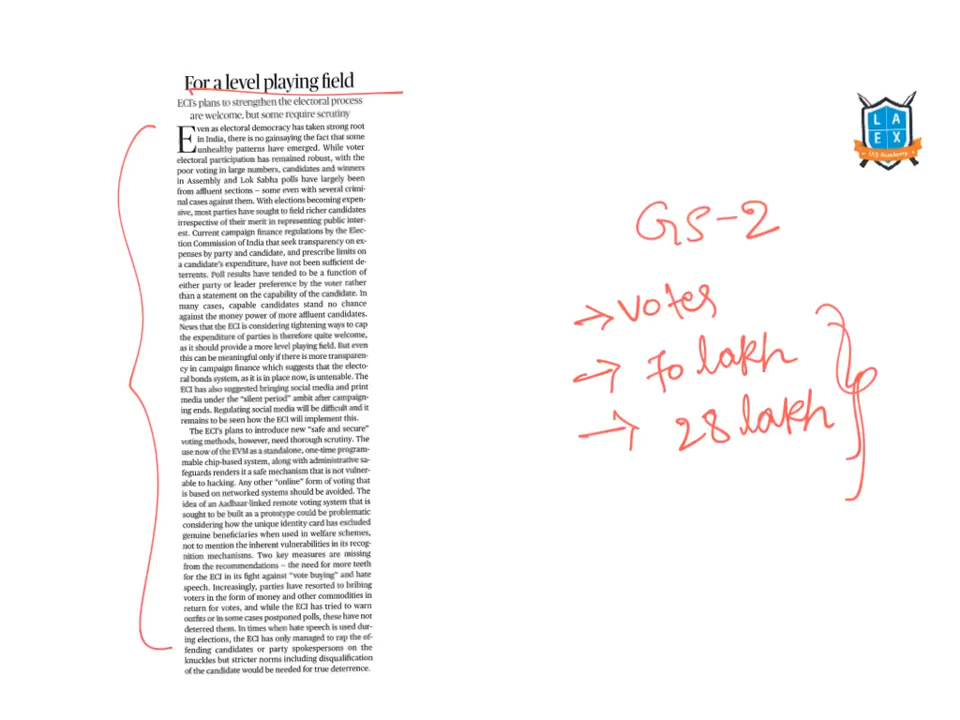 For a level playing field
ECI's plans to strengthen the electoral process
are welcome, but some require scrutiny
Even as electoral democracy has taken strong root
in India, there is no gainsaying the fact that some
unhealthy patterns have emerged. While voter
electoral participation has remained robust, with the
poor voting in large numbers, candidates and winners
in Assembly and Lok Sabha polls have largely been
from affluent sections – some even with several crimi-
nal cases against them. With elections becoming expen-
sive, most parties have sought to field richer candidates
irrespective of their merit in representing public inter-
est. Current campaign finance regulations by the Elec-
tion Commission of India that seek transparency on ex-
penses by party and candidate, and prescribe limits on
a candidate's expenditure, have not been sufficient de-
terrents. Poll results have tended to be a function of
either party or leader preference by the voter rather
than a statement on the capability of the candidate. In
many cases, capable candidates stand no chance
against the money power of more affluent candidates.
News that the ECI is considering tightening ways to cap
the expenditure of parties is therefore quite welcome,
as it should provide a more level playing field. But even
this can be meaningful only if there is more transparen-
cy in campaign finance which suggests that the electo-
ral bonds system, as it is in place now, is untenable. The
ECI has also suggested bringing social media and print
media under the "silent period" ambit after campaign-
ing ends. Regulating social media will be difficult and it
remains to be seen how the ECI will implement this.
The ECI's plans to introduce new "safe and secure"
voting methods, however, need thorough scrutiny. The
use now of the EVM as a standalone, one-time program-
mable chip-based system, along with administrative sa-
feguards renders it a safe mechanism that is not vulner-
able to hacking. Any other "online" form of voting that
is based on networked systems should be avoided. The
idea of an Aadhaar-linked remote voting system that is
sought to be built as a prototype could be problematic
considering how the unique identity card has excluded
genuine beneficiaries when used in welfare schemes,
not to mention the inherent vulnerabilities in its recog-
nition mechanisms. Two key measures are missing
from the recommendations – the need for more teeth
for the ECI in its fight against "vote buying" and hate
speech. Increasingly, parties have resorted to bribing
voters in the form of money and other commodities in
return for votes, and while the ECI has tried to warn
outfits or in some cases postponed polls, these have not
deterred them. In times when hate speech is used dur-
ing elections, the ECI has only managed to rap the of-
fending candidates or party spokespersons on the
knuckles but stricter norms including disqualification
of the candidate would be needed for true deterrence.
L A
E X
IAS Academy
GS-2
→ Votes
→ 70 lakh
→ 28 lakh